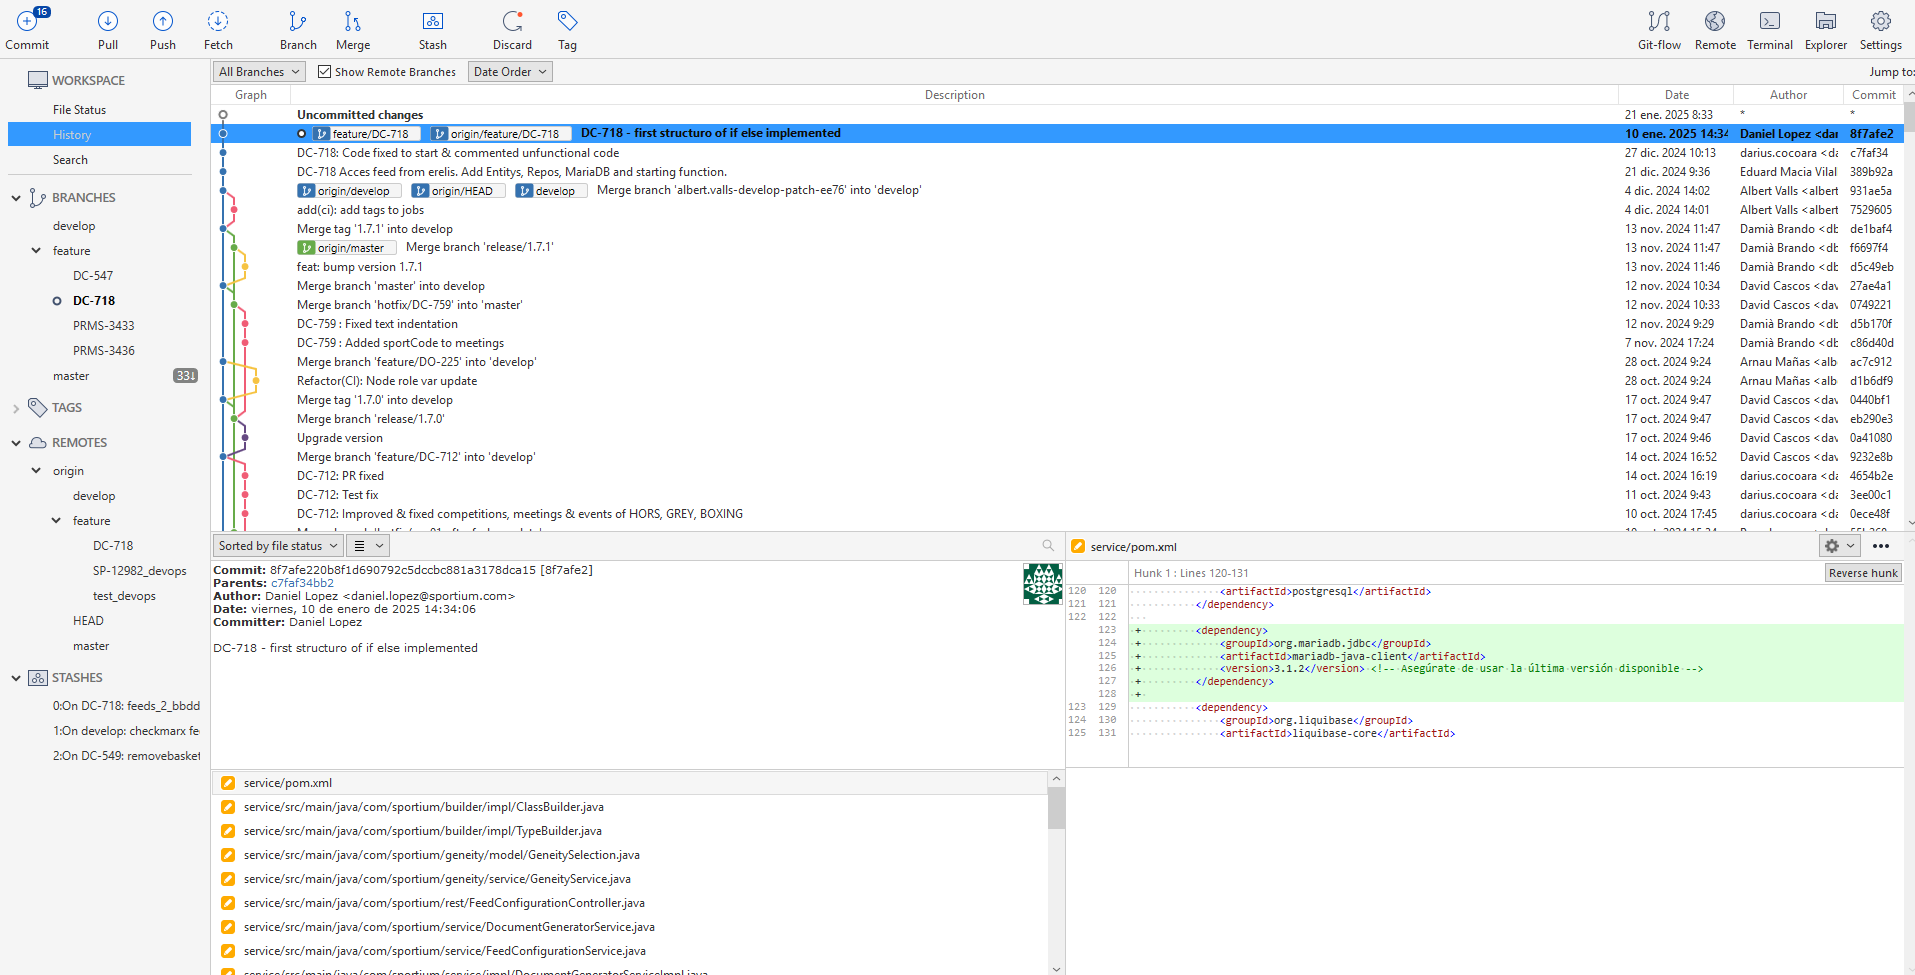 16
Commit Pull Push Fetch Branch Merge Stash Discard Tag Git-flow Remote Terminal Explorer Settings
WORKSPACE
File Status
History
Search
BRANCHES
develop
feature
DC-547
DC-718
PRMS-3433
PRMS-3436
master 33↓
TAGS
REMOTES
origin
develop
feature
DC-718
SP-12982_devops
test_devops
HEAD
master
STASHES
0:On DC-718: feeds_2_bbdd
1:On develop: checkmarx fe
2:On DC-549: removebasket
All Branches Show Remote Branches Date Order Jump to:
Graph Description Date Author Commit
Uncommitted changes 21 ene. 2025 8:33 * *
feature/DC-718 origin/feature/DC-718 DC-718 - first structuro of if else implemented 10 ene. 2025 14:34 Daniel Lopez <dar 8f7afe2
DC-718: Code fixed to start & commented unfunctional code 27 dic. 2024 10:13 darius.cocoara <da c7faf34
DC-718 Acces feed from erelis. Add Entitys, Repos, MariaDB and starting function. 21 dic. 2024 9:36 Eduard Macia Vilal 389b92a
origin/develop origin/HEAD develop Merge branch 'albert.valls-develop-patch-ee76' into 'develop' 4 dic. 2024 14:02 Albert Valls <albert 931ae5a
add(ci): add tags to jobs 4 dic. 2024 14:01 Albert Valls <albert 7529605
Merge tag '1.7.1' into develop 13 nov. 2024 11:47 Damià Brando <db de1baf4
origin/master Merge branch 'release/1.7.1' 13 nov. 2024 11:47 Damià Brando <db f6697f4
feat: bump version 1.7.1 13 nov. 2024 11:46 Damià Brando <db d5c49eb
Merge branch 'master' into develop 12 nov. 2024 10:34 David Cascos <dav 27ae4a1
Merge branch 'hotfix/DC-759' into 'master' 12 nov. 2024 10:33 David Cascos <dav 0749221
DC-759 : Fixed text indentation 12 nov. 2024 9:29 Damià Brando <db d5b170f
DC-759 : Added sportCode to meetings 7 nov. 2024 17:24 Damià Brando <db c86d40d
Merge branch 'feature/DO-225' into 'develop' 28 oct. 2024 9:24 Arnau Mañas <alb ac7c912
Refactor(CI): Node role var update 28 oct. 2024 9:24 Arnau Mañas <alb d1b6df9
Merge tag '1.7.0' into develop 17 oct. 2024 9:47 David Cascos <dav 0440bf1
Merge branch 'release/1.7.0' 17 oct. 2024 9:47 David Cascos <dav eb290e3
Upgrade version 17 oct. 2024 9:46 David Cascos <dav 0a41080
Merge branch 'feature/DC-712' into 'develop' 14 oct. 2024 16:52 David Cascos <dav 9232e8b
DC-712: PR fixed 14 oct. 2024 16:19 darius.cocoara <da 4654b2e
DC-712: Test fix 11 oct. 2024 9:43 darius.cocoara <da 3ee00c1
DC-712: Improved & fixed competitions, meetings & events of HORS, GREY, BOXING 10 oct. 2024 17:45 darius.cocoara <da 0ece48f
Sorted by file status
Commit: 8f7afe220b8f1d690792c5dccbc881a3178dca15 [8f7afe2]
Parents: c7faf34bb2
Author: Daniel Lopez <daniel.lopez@sportium.com>
Date: viernes, 10 de enero de 2025 14:34:06
Committer: Daniel Lopez
DC-718 - first structuro of if else implemented
service/pom.xml
service/src/main/java/com/sportium/builder/impl/ClassBuilder.java
service/src/main/java/com/sportium/builder/impl/TypeBuilder.java
service/src/main/java/com/sportium/geneity/model/GeneitySelection.java
service/src/main/java/com/sportium/geneity/service/GeneityService.java
service/src/main/java/com/sportium/rest/FeedConfigurationController.java
service/src/main/java/com/sportium/service/DocumentGeneratorService.java
service/src/main/java/com/sportium/service/FeedConfigurationService.java
service/src/main/java/com/sportium/service/impl/DocumentGeneratorServiceImpl.java
service/pom.xml
Hunk 1 : Lines 120-131 Reverse hunk
120 120 <artifactId>postgresql</artifactId>
121 121 </dependency>
122 122
123 + <dependency>
124 + <groupId>org.mariadb.jdbc</groupId>
125 + <artifactId>mariadb-java-client</artifactId>
126 + <version>3.1.2</version> <!-- Asegúrate de usar la última versión disponible -->
127 + </dependency>
128 +
123 129 <dependency>
124 130 <groupId>org.liquibase</groupId>
125 131 <artifactId>liquibase-core</artifactId>